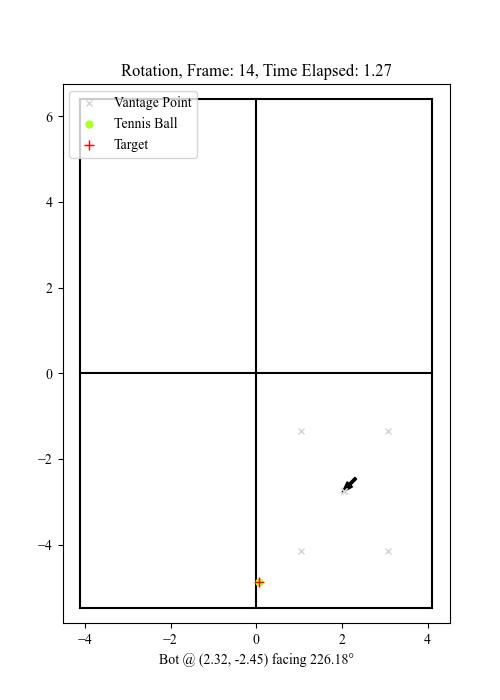 Rotation, Frame: 14, Time Elapsed: 1.27
Vantage Point
Tennis Ball
Target
6
4
2
0
−2
−4
−4
−2
0
2
4
Bot @ (2.32, -2.45) facing 226.18°